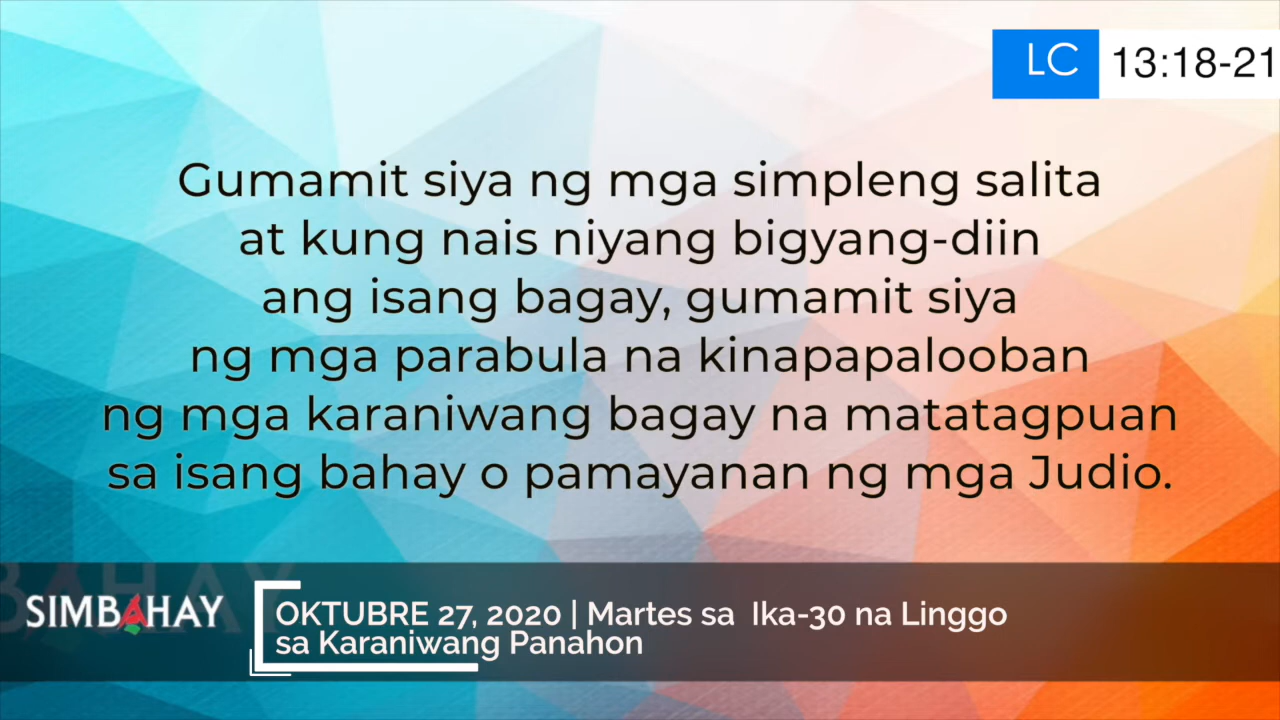 LC 13:18-21
Gumamit siya ng mga simpleng salita
at kung nais niyang bigyang-diin
ang isang bagay, gumamit siya
ng mga parabula na kinapapalooban
ng mga karaniwang bagay na matatagpuan
sa isang bahay o pamayanan ng mga Judio.
SIMBAHAY
OKTUBRE 27, 2020 | Martes sa Ika-30 na Linggo
sa Karaniwang Panahon